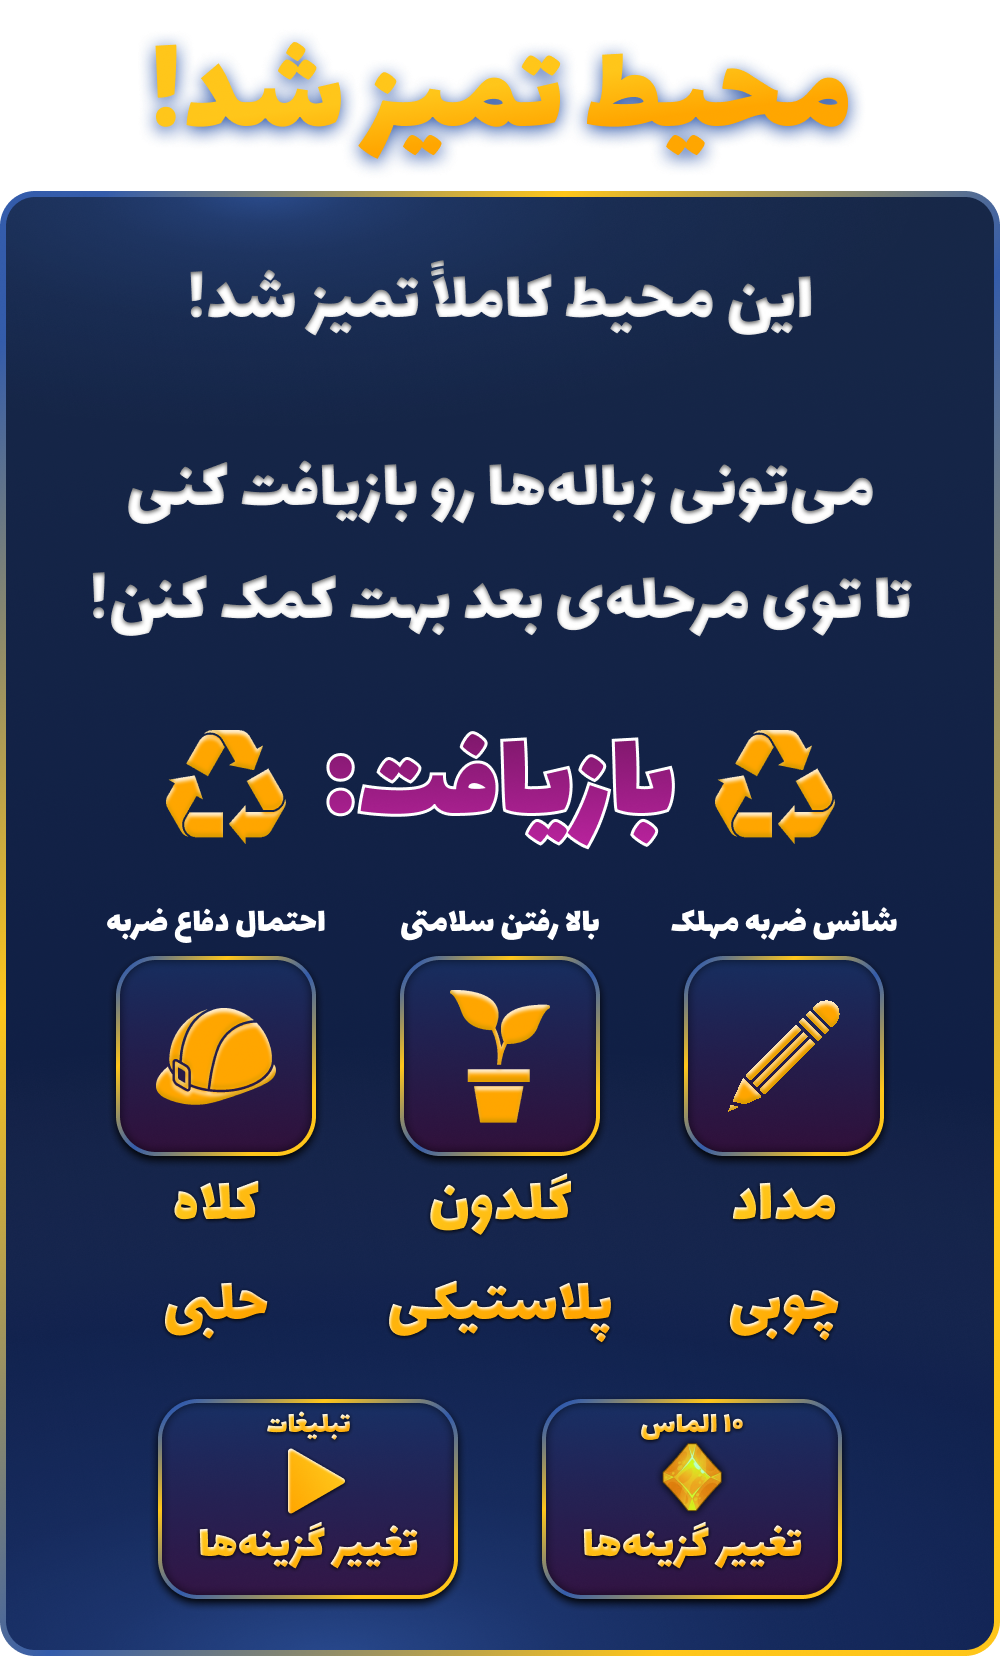 محیط تمیز شد!
این محیط کاملاً تمیز شد!
می‌تونی زباله‌ها رو بازیافت کنی
تا توی مرحله‌ی بعد بهت کمک کنن!
بازیافت:
شانس ضربه مهلک
بالا رفتن سلامتی
احتمال دفاع ضربه
مداد
چوبی
گلدون
پلاستیکی
کلاه
حلبی
۱۰ الماس
تغییر گزینه‌ها
تبلیغات
تغییر گزینه‌ها